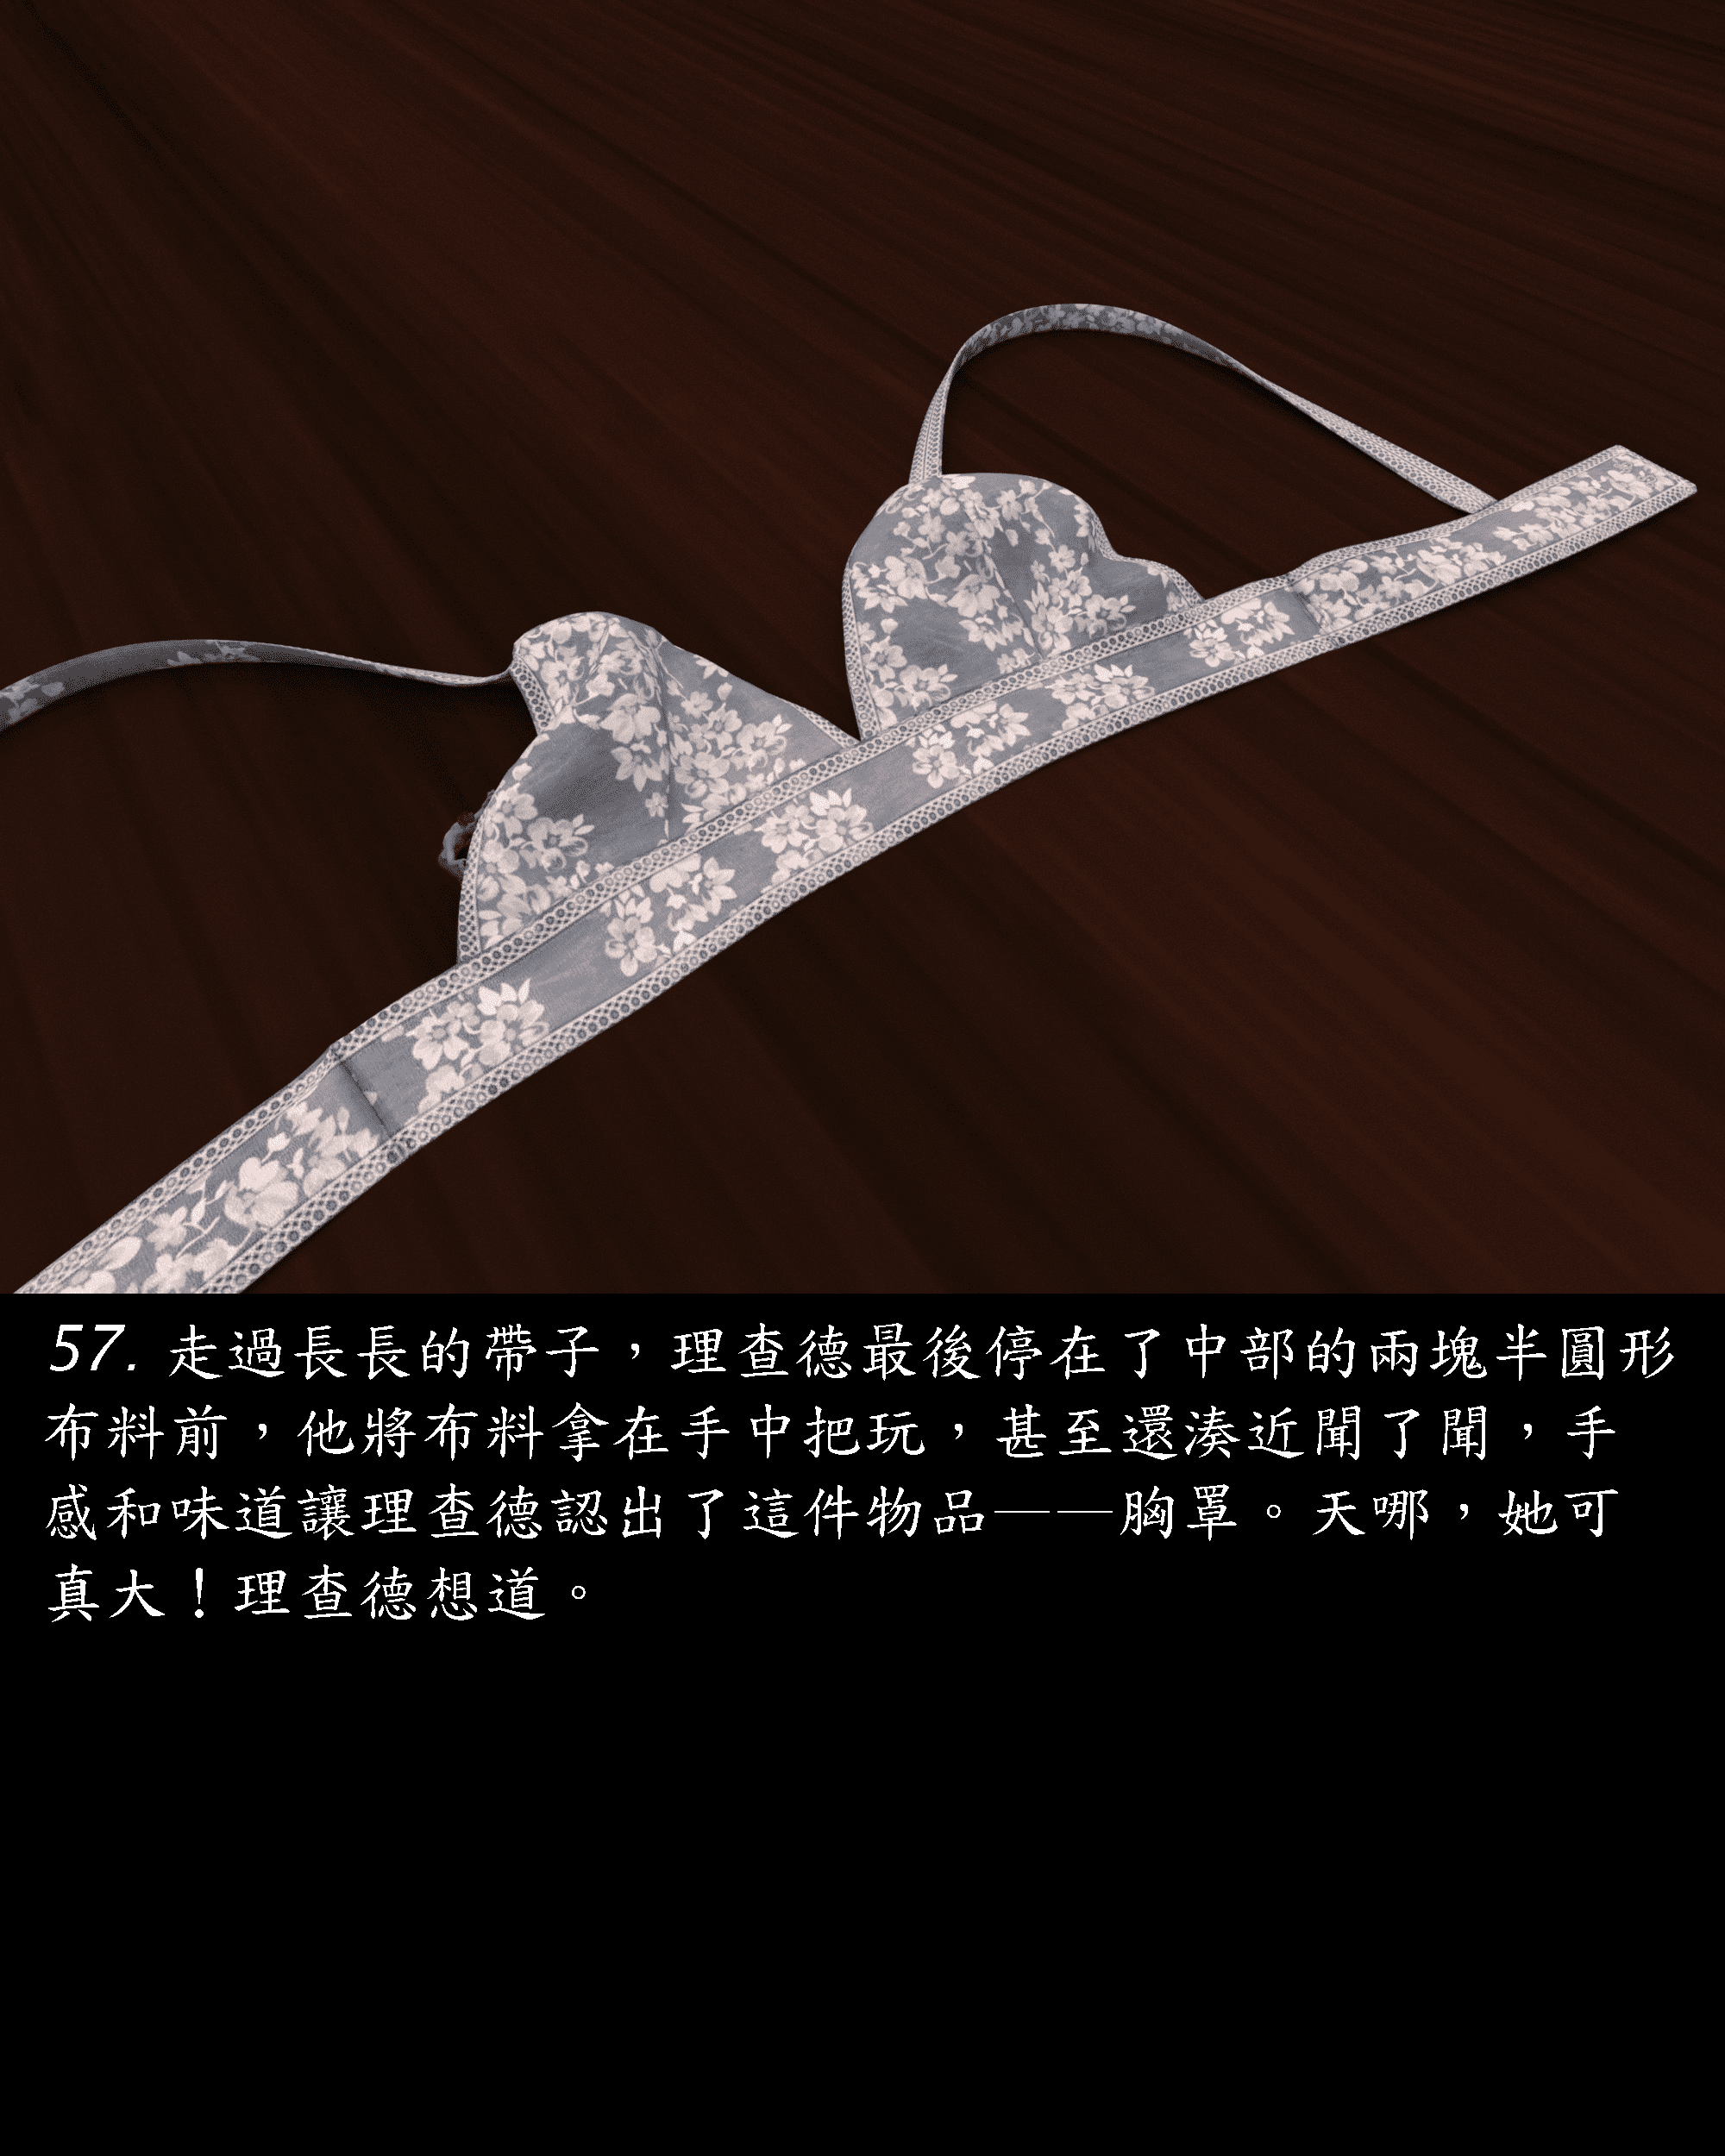 57. 走過長長的帶子，理查德最後停在了中部的兩塊半圓形
布料前，他將布料拿在手中把玩，甚至還湊近聞了聞，手
感和味道讓理查德認出了這件物品——胸罩。天哪，她可
真大！理查德想道。